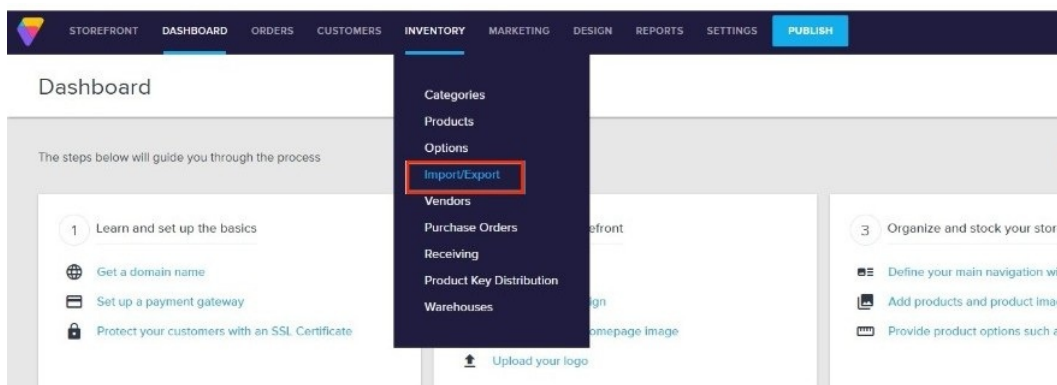 STOREFRONT DASHBOARD ORDERS CUSTOMERS INVENTORY MARKETING DESIGN REPORTS SETTINGS PUBLISH
Dashboard
Categories
Products
Options
Import/Export
Vendors
Purchase Orders
Receiving
Product Key Distribution
Warehouses
The steps below will guide you through the process
1 Learn and set up the basics
Get a domain name
Set up a payment gateway
Protect your customers with an SSL Certificate
efront
ign
omepage image
Upload your logo
3 Organize and stock your stor
Define your main navigation wi
Add products and product ima
Provide product options such a